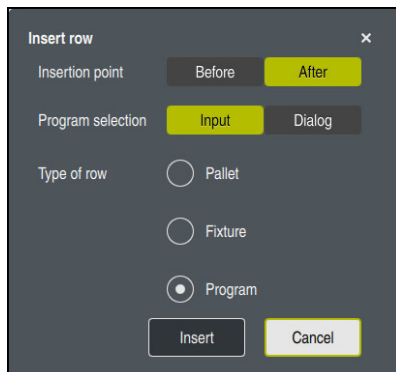 Insert row ×
Insertion point Before After
Program selection Input Dialog
Type of row Pallet
Fixture
Program
Insert Cancel